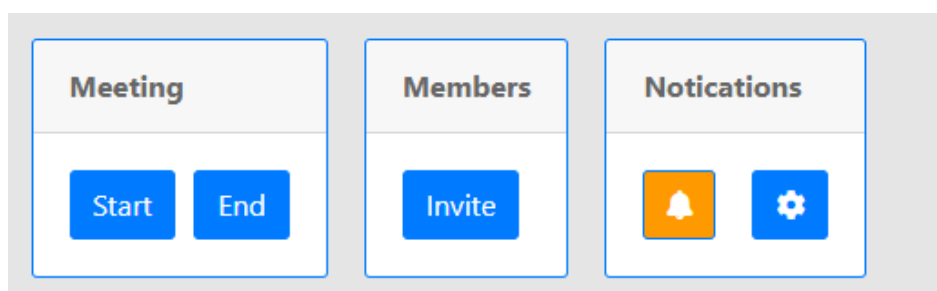 Meeting
Members
Notications
Start
End
Invite